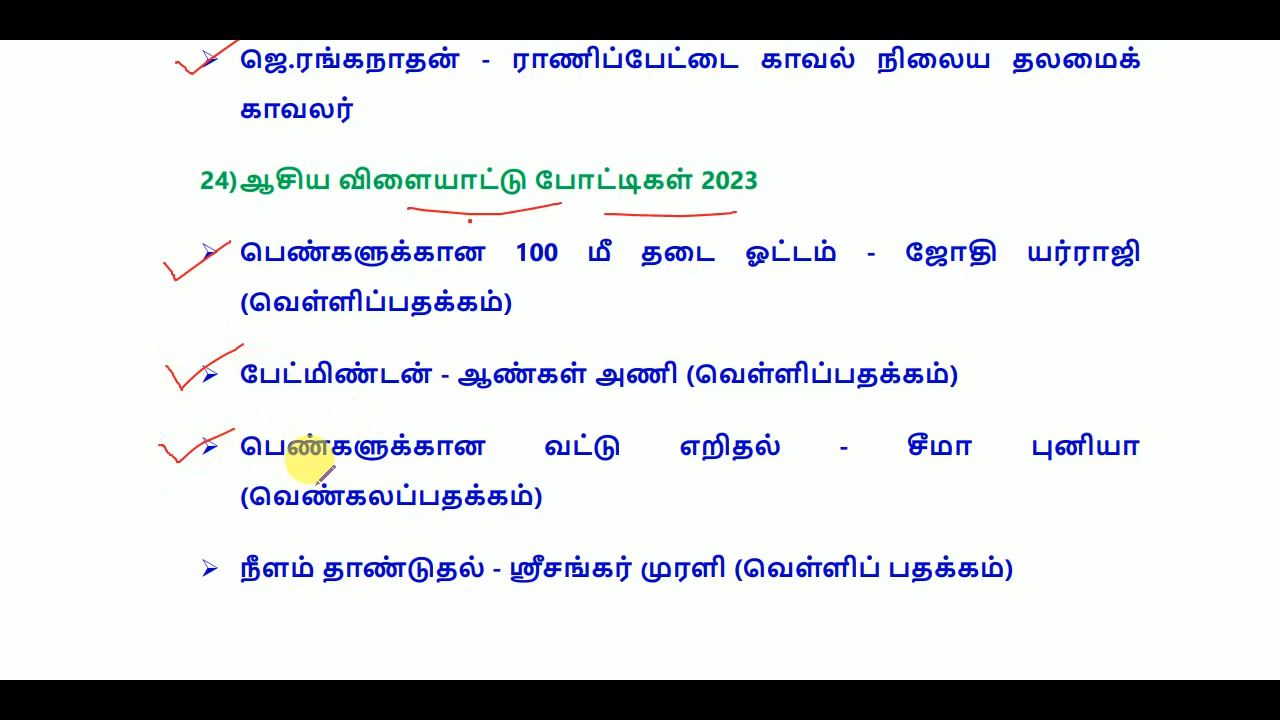 ➢ ஜெ.ரங்கநாதன் - ராணிப்பேட்டை காவல் நிலைய தலமைக்
காவலர்
24)ஆசிய விளையாட்டு போட்டிகள் 2023
➢ பெண்களுக்கான 100 மீ தடை ஓட்டம் - ஜோதி யர்ராஜி
(வெள்ளிப்பதக்கம்)
➢ பேட்மிண்டன் - ஆண்கள் அணி (வெள்ளிப்பதக்கம்)
➢ பெண்களுக்கான வட்டு எறிதல் - சீமா புனியா
(வெண்கலப்பதக்கம்)
➢ நீளம் தாண்டுதல் - ஸ்ரீசங்கர் முரளி (வெள்ளிப் பதக்கம்)